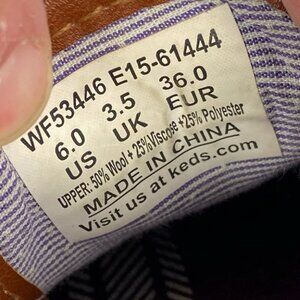 WF53446 E15-61444
6.0 3.5 36.0
US UK EUR
UPPER: 50% Wool+25%Viscose+25% Polyester
MADE IN CHINA
Visit us at keds.com